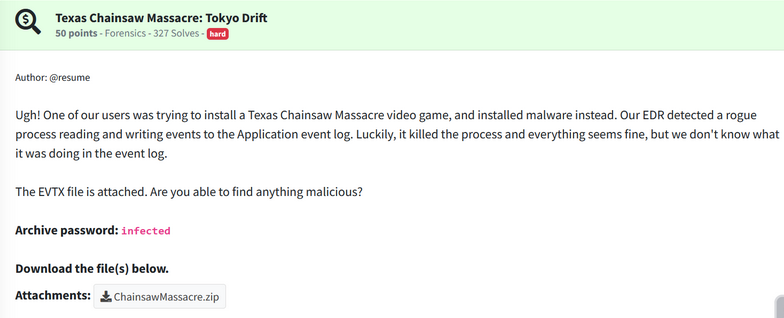 Texas Chainsaw Massacre: Tokyo Drift
50 points - Forensics - 327 Solves - hard
Author: @resume
Ugh! One of our users was trying to install a Texas Chainsaw Massacre video game, and installed malware instead. Our EDR detected a rogue
process reading and writing events to the Application event log. Luckily, it killed the process and everything seems fine, but we don't know what
it was doing in the event log.
The EVTX file is attached. Are you able to find anything malicious?
Archive password: infected
Download the file(s) below.
Attachments: ChainsawMassacre.zip